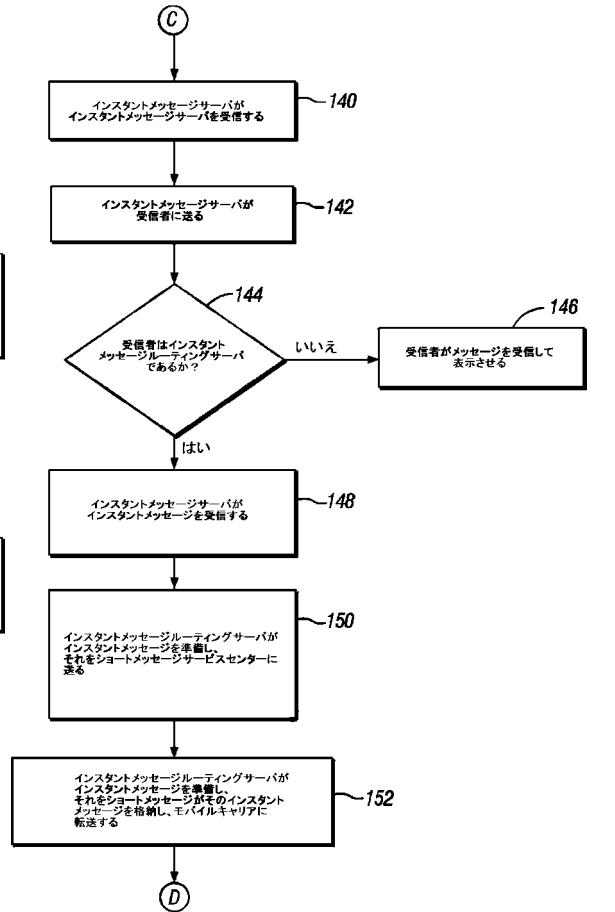 C
インスタントメッセージサーバが
インスタントメッセージサーバを受信する
140
インスタントメッセージサーバが
受信者に送る
142
144
受信者はインスタント
メッセージルーティングサーバ
であるか？
いいえ
146
受信者がメッセージを受信して
表示させる
はい
インスタントメッセージサーバが
インスタントメッセージを受信する
148
150
インスタントメッセージルーティングサーバが
インスタントメッセージを準備し、
それをショートメッセージサービスセンターに
送る
インスタントメッセージルーティングサーバが
インスタントメッセージを準備し、
それをショートメッセージがそのインスタント
メッセージを格納し、モバイルキャリアに
転送する
152
D